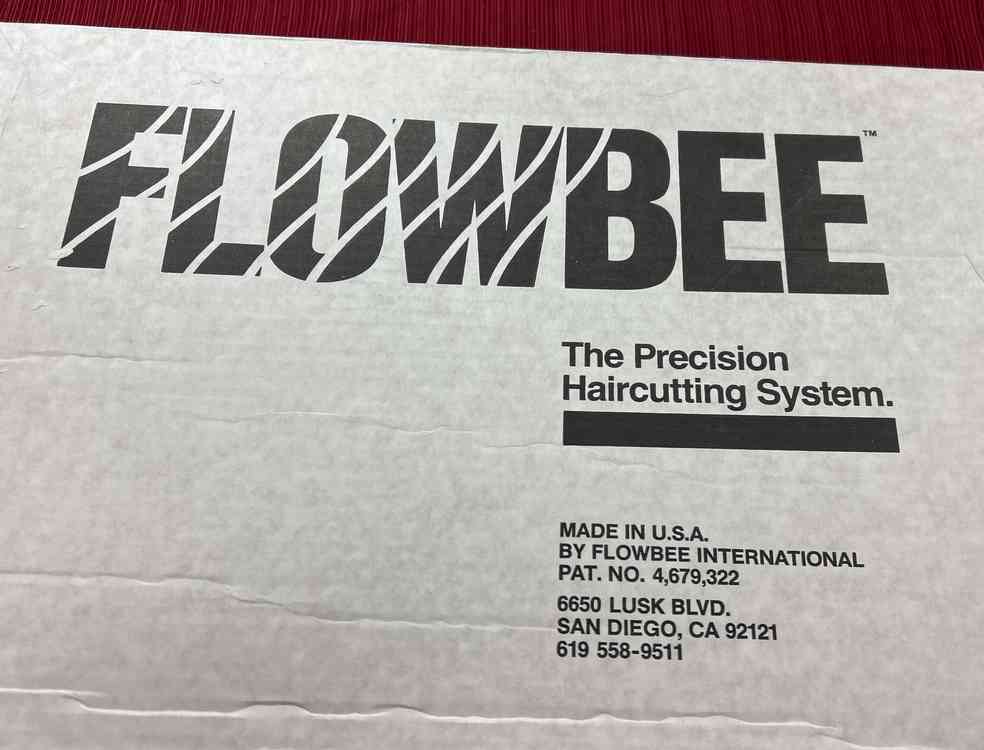 FLOWBEE™
The Precision
Haircutting System.
MADE IN U.S.A.
BY FLOWBEE INTERNATIONAL
PAT. NO. 4,679,322
6650 LUSK BLVD.
SAN DIEGO, CA 92121
619 558-9511